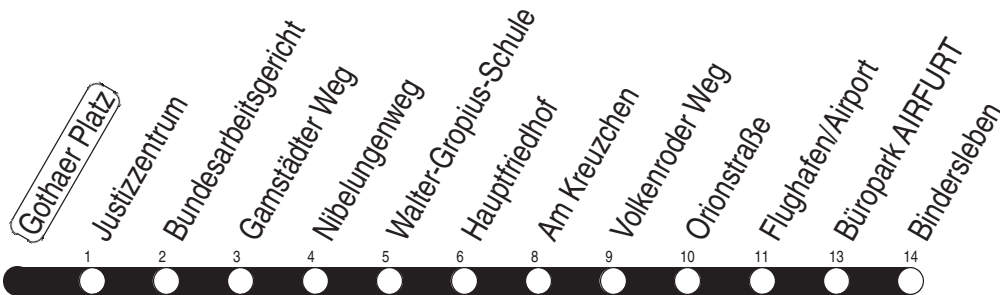 Gothaer Platz
Justizzentrum
Bundesarbeitsgericht
Gamstädter Weg
Nibelungenweg
Walter-Gropius-Schule
Hauptfriedhof
Am Kreuzchen
Volkenroder Weg
Orionstraße
Flughafen/Airport
Büropark AIRFURT
Bindersleben
1 2 3 4 5 6 8 9 10 11 13 14